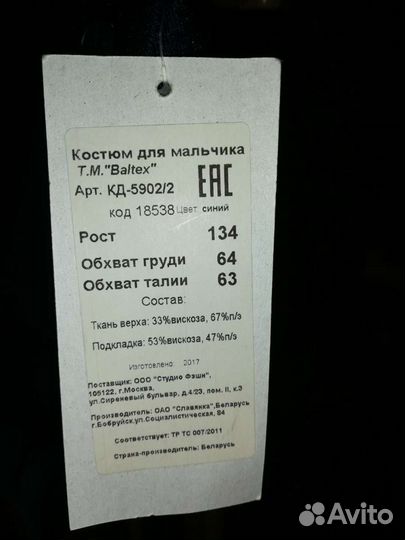 Костюм для мальчика
Т.М."Baltex"
Арт. КД-5902/2
EAC
код 18538 Цвет синий
Рост 134
Обхват груди 64
Обхват талии 63
Состав:
Ткань верха: 33%вискоза, 67%п/э
Подкладка: 53%вискоза, 47%п/э
Изготовлено: 2017
Поставщик: ООО "Студио Фэшн",
105122, г.Москва,
ул.Сиреневый бульвар, д.4/23, пом. II, к.3
Производитель: ОАО "Славянка",Беларусь
г.Бобруйск.ул.Социалистическая, 84
Соответствует: ТР ТС 007/2011
Страна-производитель: Беларусь
Avito